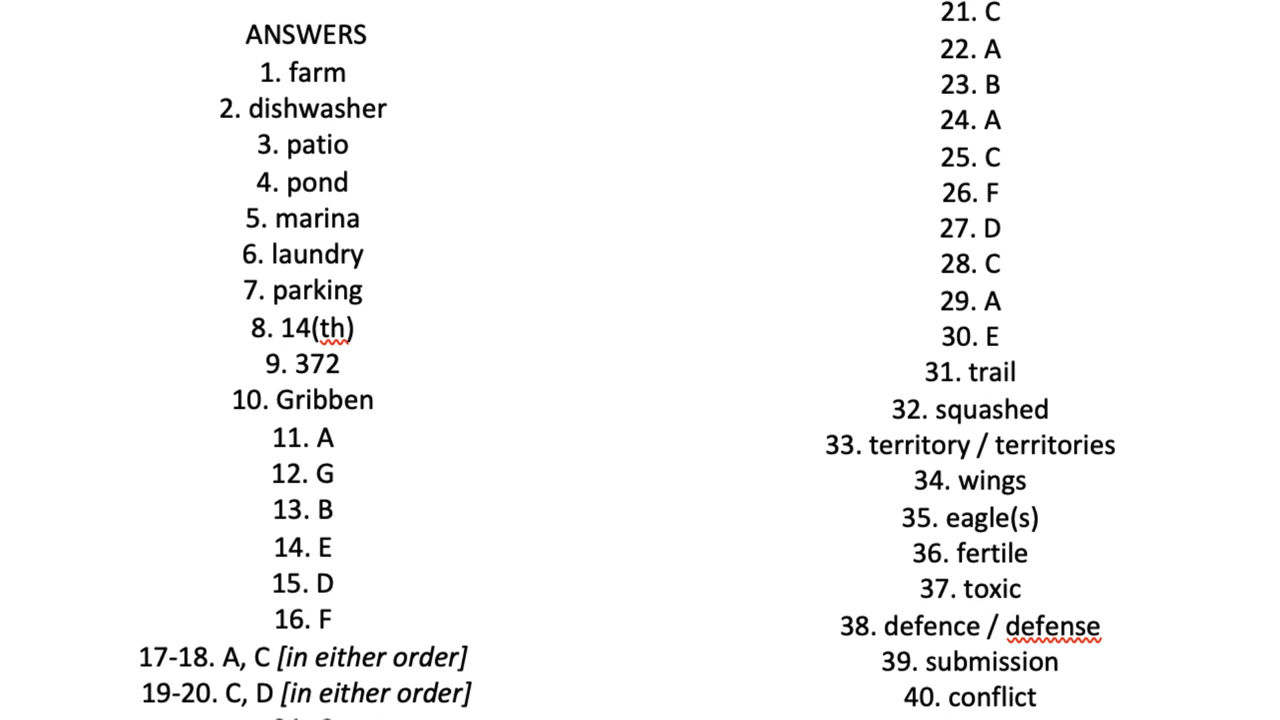 ANSWERS
1. farm
2. dishwasher
3. patio
4. pond
5. marina
6. laundry
7. parking
8. 14(th)
9. 372
10. Gribben
11. A
12. G
13. B
14. E
15. D
16. F
17-18. A, C [in either order]
19-20. C, D [in either order]
21. C
22. A
23. B
24. A
25. C
26. F
27. D
28. C
29. A
30. E
31. trail
32. squashed
33. territory / territories
34. wings
35. eagle(s)
36. fertile
37. toxic
38. defence / defense
39. submission
40. conflict